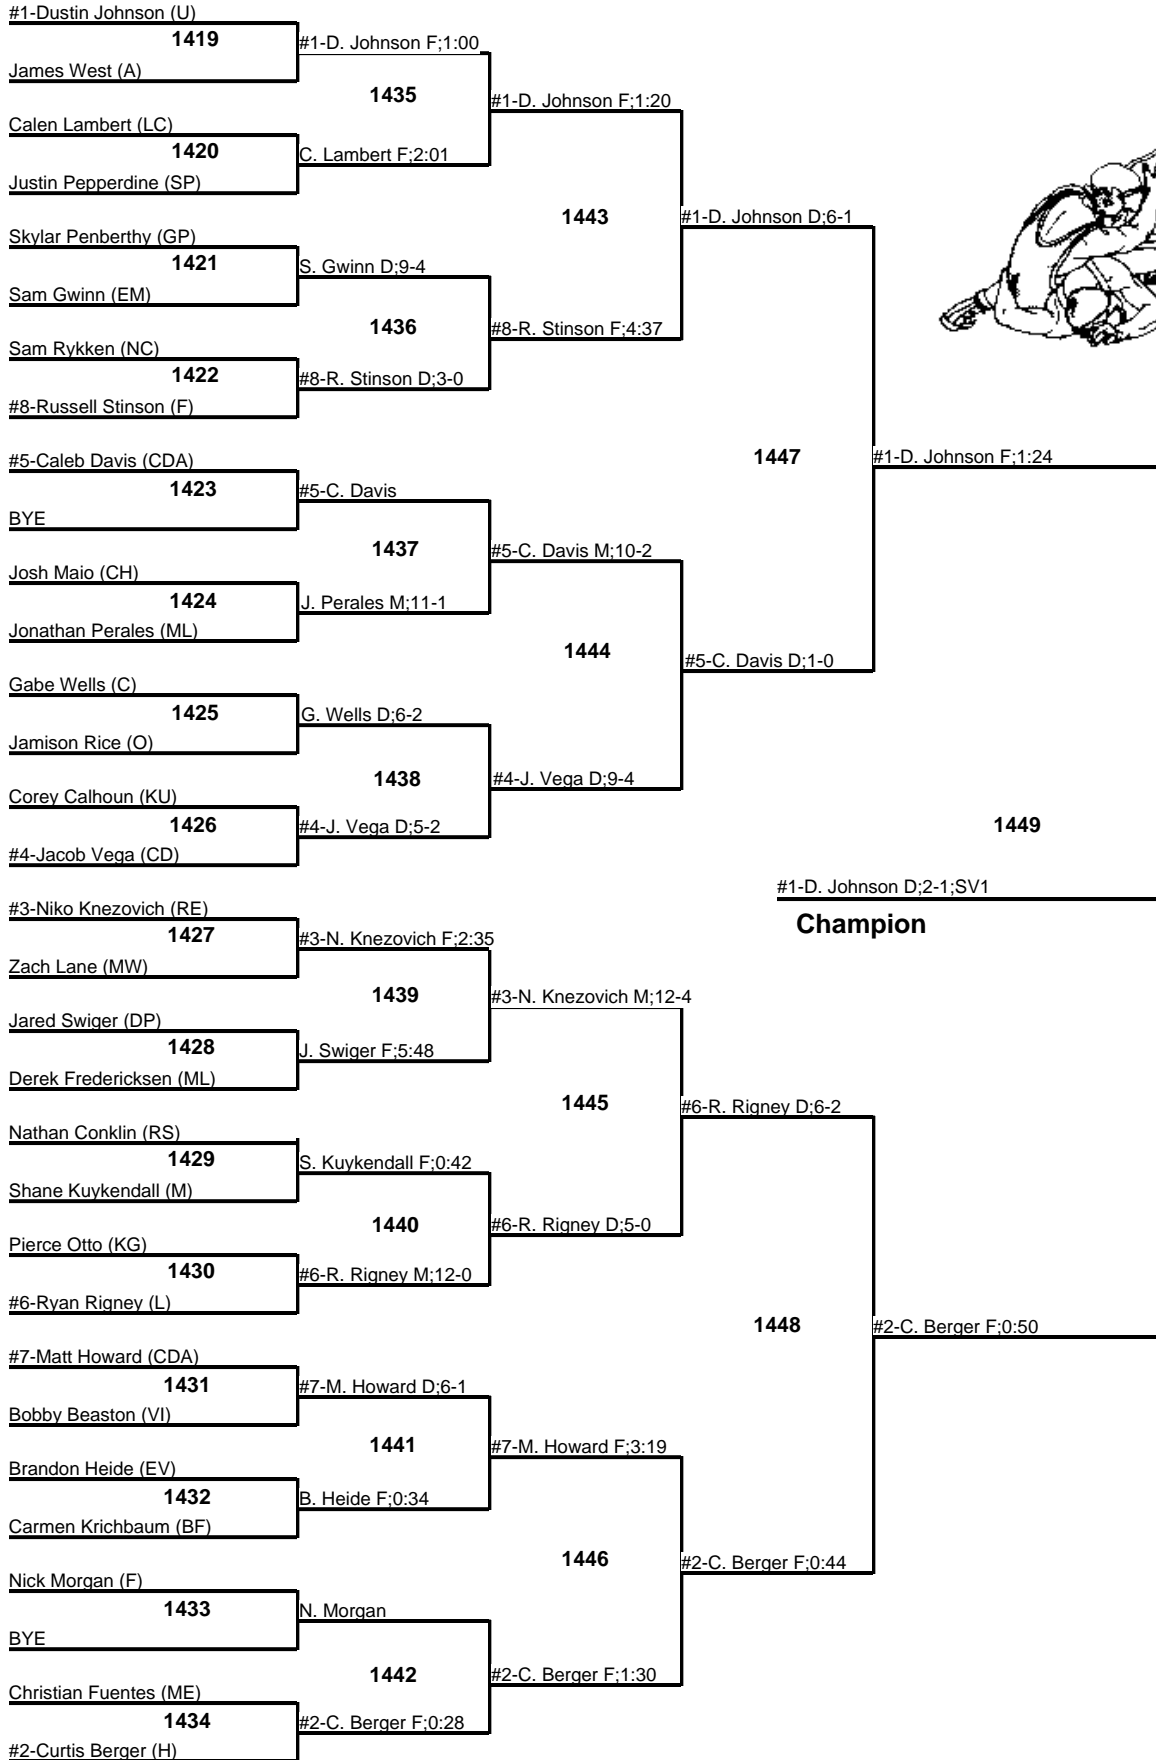 #1-Dustin Johnson (U)
1419
James West (A)
#1-D. Johnson F;1:00
1435
Calen Lambert (LC)
1420
Justin Pepperdine (SP)
C. Lambert F;2:01
#1-D. Johnson F;1:20
1443
Skylar Penberthy (GP)
1421
Sam Gwinn (EM)
S. Gwinn D;9-4
1436
Sam Rykken (NC)
1422
#8-Russell Stinson (F)
#8-R. Stinson D;3-0
#8-R. Stinson F;4:37
#1-D. Johnson D;6-1
1447
#5-Caleb Davis (CDA)
1423
BYE
#5-C. Davis
1437
Josh Maio (CH)
1424
Jonathan Perales (ML)
J. Perales M;11-1
#5-C. Davis M;10-2
1444
Gabe Wells (C)
1425
Jamison Rice (O)
G. Wells D;6-2
1438
Corey Calhoun (KU)
1426
#4-Jacob Vega (CD)
#4-J. Vega D;5-2
#4-J. Vega D;9-4
#5-C. Davis D;1-0
#1-D. Johnson F;1:24
1449
#1-D. Johnson D;2-1;SV1
Champion
#3-Niko Knezovich (RE)
1427
Zach Lane (MW)
#3-N. Knezovich F;2:35
1439
Jared Swiger (DP)
1428
Derek Fredericksen (ML)
J. Swiger F;5:48
#3-N. Knezovich M;12-4
1445
Nathan Conklin (RS)
1429
Shane Kuykendall (M)
S. Kuykendall F;0:42
1440
Pierce Otto (KG)
1430
#6-Ryan Rigney (L)
#6-R. Rigney M;12-0
#6-R. Rigney D;5-0
#6-R. Rigney D;6-2
1448
#7-Matt Howard (CDA)
1431
Bobby Beaston (VI)
#7-M. Howard D;6-1
1441
Brandon Heide (EV)
1432
Carmen Krichbaum (BF)
B. Heide F;0:34
#7-M. Howard F;3:19
1446
Nick Morgan (F)
1433
BYE
N. Morgan
1442
Christian Fuentes (ME)
1434
#2-Curtis Berger (H)
#2-C. Berger F;0:28
#2-C. Berger F;1:30
#2-C. Berger F;0:44
#2-C. Berger F;0:50